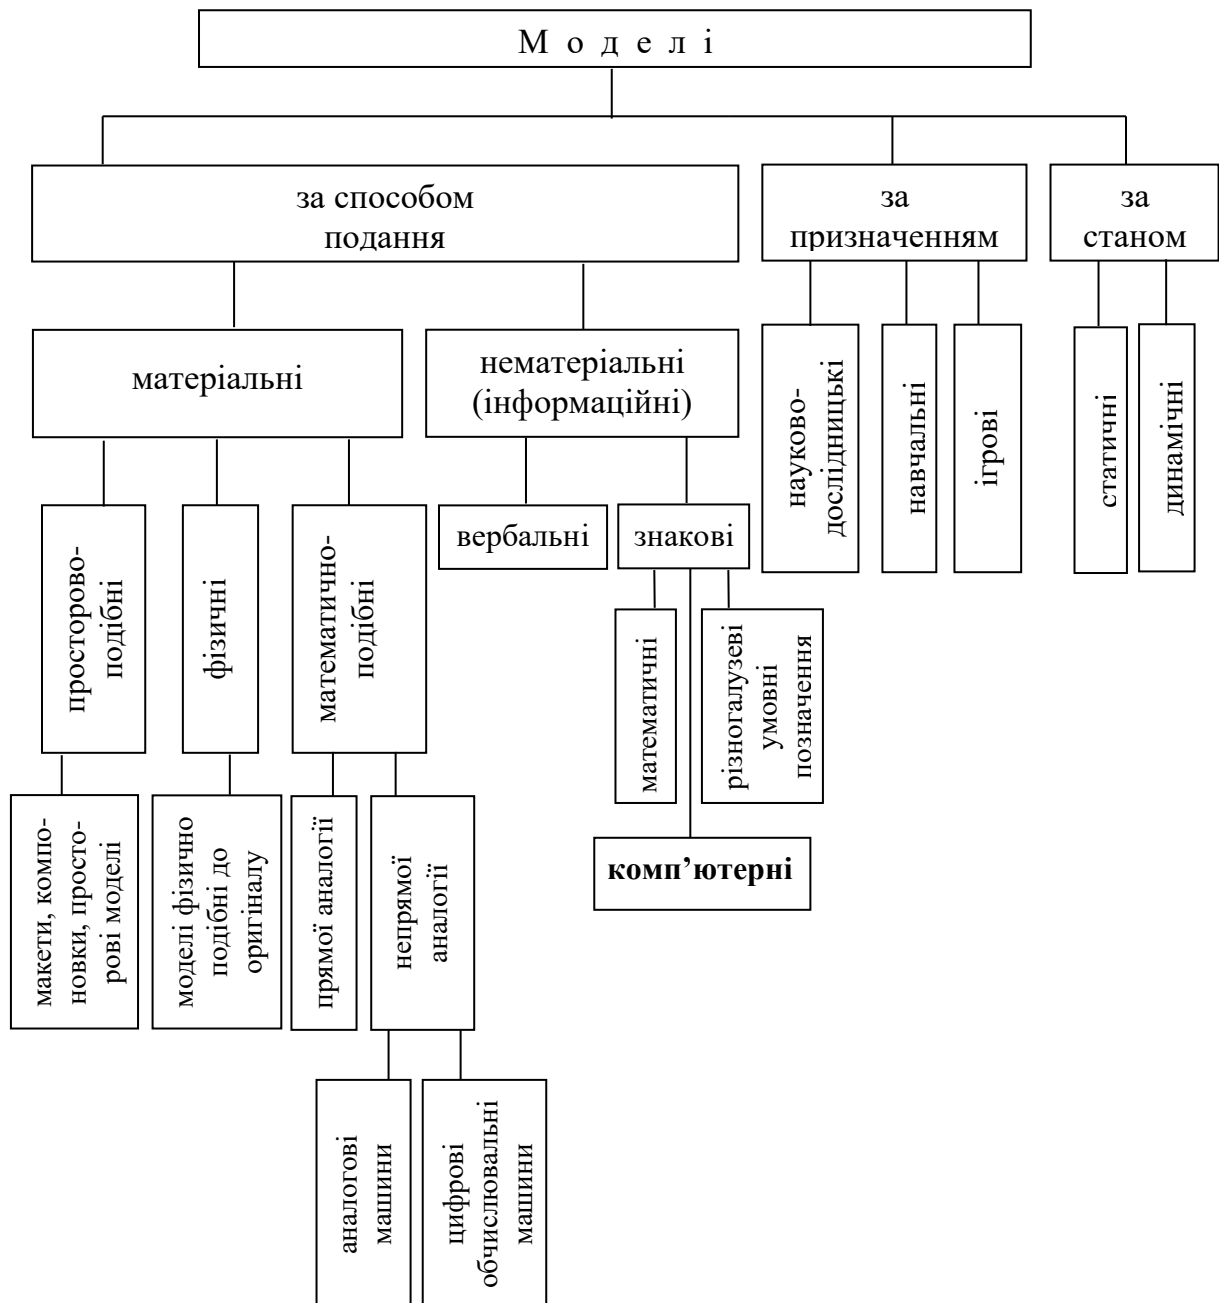 М о д е л і
за способом
подання
за
призначенням
за
станом
матеріальні
нематеріальні
(інформаційні)
науково-
дослідницькі
навчальні
ігрові
статичні
динамічні
просторово-
подібні
фізичні
математично-
подібні
вербальні
знакові
математичні
різногалузеві
умовні
позначення
комп’ютерні
макети, компо-
новки, просто-
рові моделі
моделі фізично
подібні до
оригіналу
прямої аналогії
непрямої
аналогії
аналогові
машини
цифрові
обчислювальні
машини